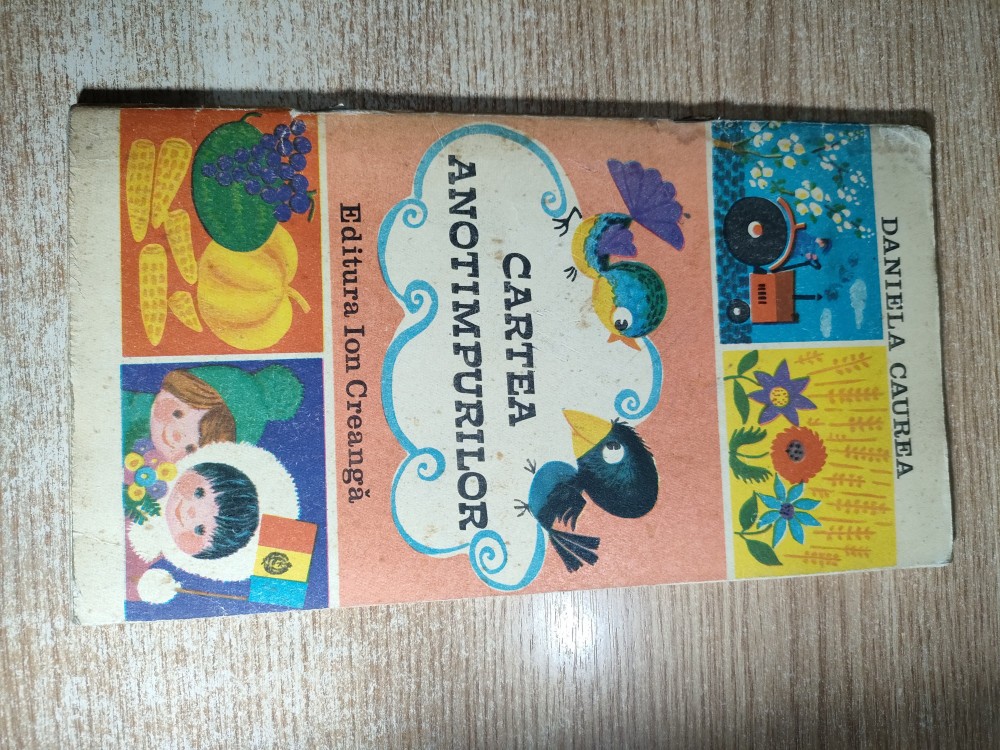 DANIELA CAUREA
CARTEA
ANOTIMPURILOR
Editura Ion Creangă